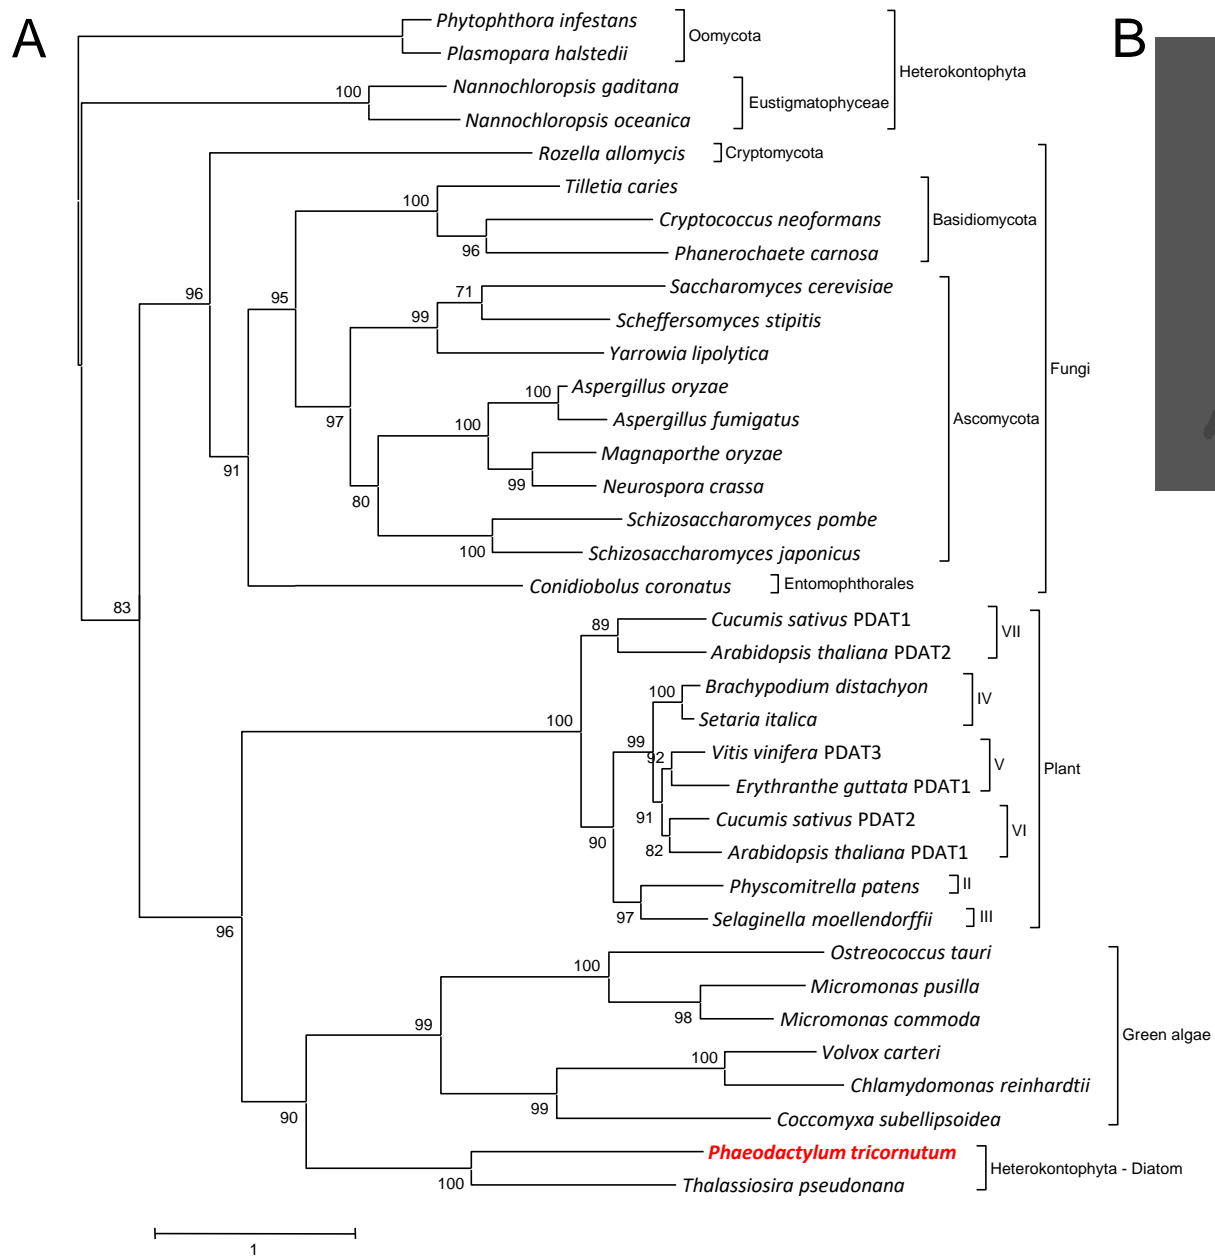 A
B
Phytophthora infestans
Oomycota
Plasmopara halstedii
Heterokontophyta
100
Nannochloropsis gaditana
Eustigmatophyceae
Nannochloropsis oceanica
Rozella allomycis
Cryptomycota
Tilletia caries
100
Cryptococcus neoformans
Basidiomycota
96
Phanerochaete carnosa
96
95
71
Saccharomyces cerevisiae
99
Scheffersomyces stipitis
Yarrowia lipolytica
Fungi
100
Aspergillus oryzae
97
100
Aspergillus fumigatus
Ascomycota
91
Magnaporthe oryzae
99
80
Neurospora crassa
Schizosaccharomyces pombe
100
Schizosaccharomyces japonicus
Conidiobolus coronatus
Entomophthorales
83
89
Cucumis sativus PDAT1
VII
Arabidopsis thaliana PDAT2
100
Brachypodium distachyon
IV
100
Setaria italica
99
92
Vitis vinifera PDAT3
V
Plant
Erythranthe guttata PDAT1
91
Cucumis sativus PDAT2
VI
90
82
Arabidopsis thaliana PDAT1
Physcomitrella patens
II
97
Selaginella moellendorffii
III
96
Ostreococcus tauri
100
Micromonas pusilla
98
Micromonas commoda
99
Green algae
100
Volvox carteri
Chlamydomonas reinhardtii
99
Coccomyxa subellipsoidea
90
Phaeodactylum tricornutum
Heterokontophyta - Diatom
100
Thalassiosira pseudonana
1